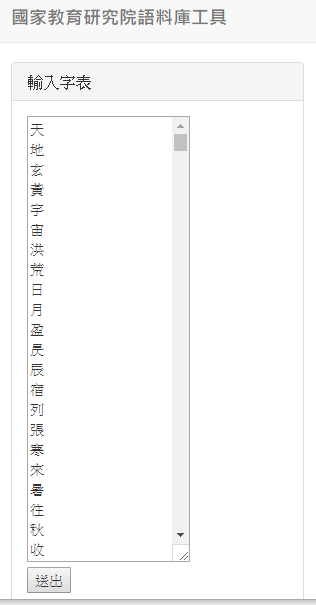 國家教育研究院語料庫工具
輸入字表
天
地
玄
黃
宇
宙
洪
荒
日
月
盈
昃
辰
宿
列
張
寒
來
暑
往
秋
收
送出